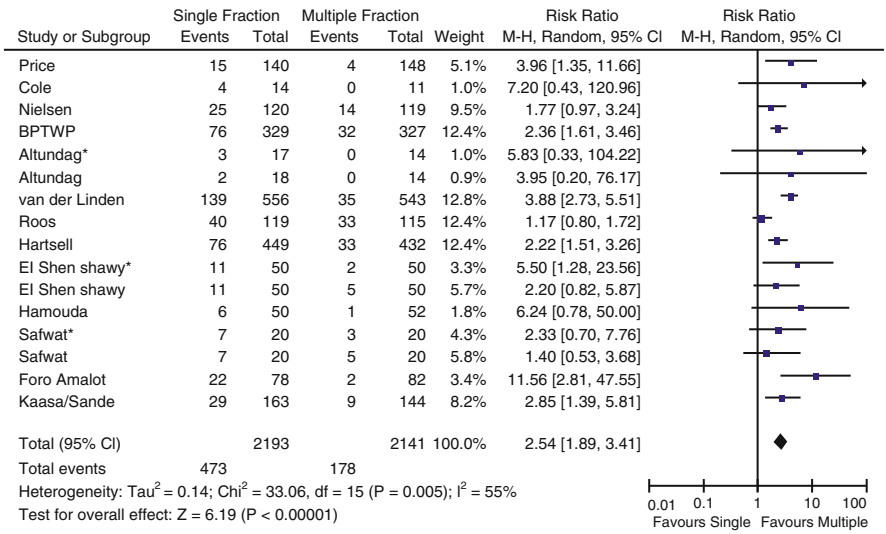 Single Fraction Multiple Fraction Risk Ratio Risk Ratio
Study or Subgroup Events Total Events Total Weight M-H, Random, 95% CI M-H, Random, 95% CI
Price 15 140 4 148 5.1% 3.96 [1.35, 11.66]
Cole 4 14 0 11 1.0% 7.20 [0.43, 120.96]
Nielsen 25 120 14 119 9.5% 1.77 [0.97, 3.24]
BPTWP 76 329 32 327 12.4% 2.36 [1.61, 3.46]
Altundag* 3 17 0 14 1.0% 5.83 [0.33, 104.22]
Altundag 2 18 0 14 0.9% 3.95 [0.20, 76.17]
van der Linden 139 556 35 543 12.8% 3.88 [2.73, 5.51]
Roos 40 119 33 115 12.4% 1.17 [0.80, 1.72]
Hartsell 76 449 33 432 12.4% 2.22 [1.51, 3.26]
EI Shen shawy* 11 50 2 50 3.3% 5.50 [1.28, 23.56]
EI Shen shawy 11 50 5 50 5.7% 2.20 [0.82, 5.87]
Hamouda 6 50 1 52 1.8% 6.24 [0.78, 50.00]
Safwat* 7 20 3 20 4.3% 2.33 [0.70, 7.76]
Safwat 7 20 5 20 5.8% 1.40 [0.53, 3.68]
Foro Amalot 22 78 2 82 3.4% 11.56 [2.81, 47.55]
Kaasa/Sande 29 163 9 144 8.2% 2.85 [1.39, 5.81]
Total (95% CI) 2193 2141 100.0% 2.54 [1.89, 3.41]
Total events 473 178
Heterogeneity: Tau² = 0.14; Chi² = 33.06, df = 15 (P = 0.005); I² = 55%
Test for overall effect: Z = 6.19 (P < 0.00001)
0.01 0.1 1 10 100
Favours Single Favours Multiple